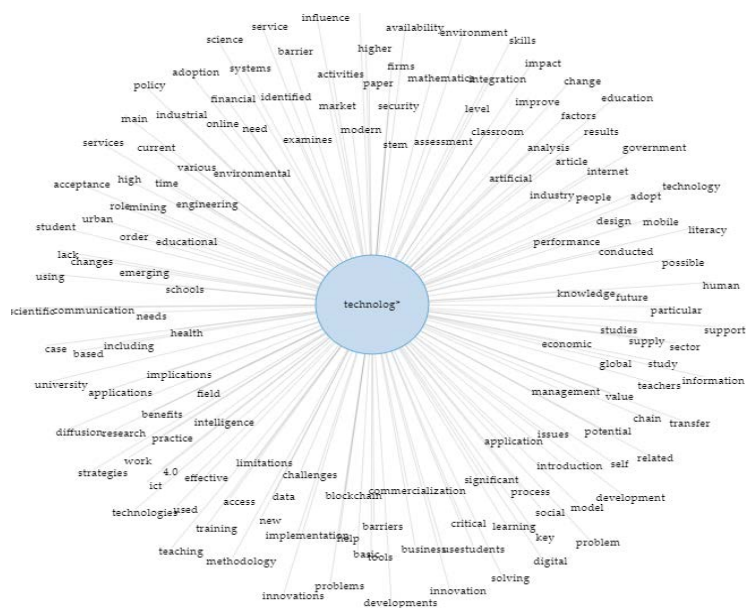 influence
service
availability
environment
science
skills
higher
barrier
firms
impact
systems
adoption
activities
paper
mathematics
integration
change
policy
financial
identified
market
security
level
improve
education
main
industrial
online
need
modern
classroom
factors
results
examines
stem
assessment
services
current
analysis
government
article
various
environmental
artificial
internet
acceptance
high
time
technology
role
mining
engineering
industry
people
adopt
student
urban
design
mobile
literacy
order
educational
performance
lack
changes
conducted
possible
using
emerging
schools
human
knowledge
future
technolog*
scientific
communication
needs
particular
health
studies
support
case
based
including
economic
supply
sector
global
study
university
applications
implications
field
teachers
information
management
value
benefits
intelligence
chain
transfer
diffusion
research
practice
issues
potential
application
work
strategies
4.0
ict
effective
limitations
challenges
introduction
self
related
significant
technologies
used
access
data
blockchain
commercialization
process
development
training
new
social
model
implementation
help
barriers
critical
learning
key
problem
teaching
methodology
basic
tools
business
use
students
digital
problems
solving
innovations
innovation
developments